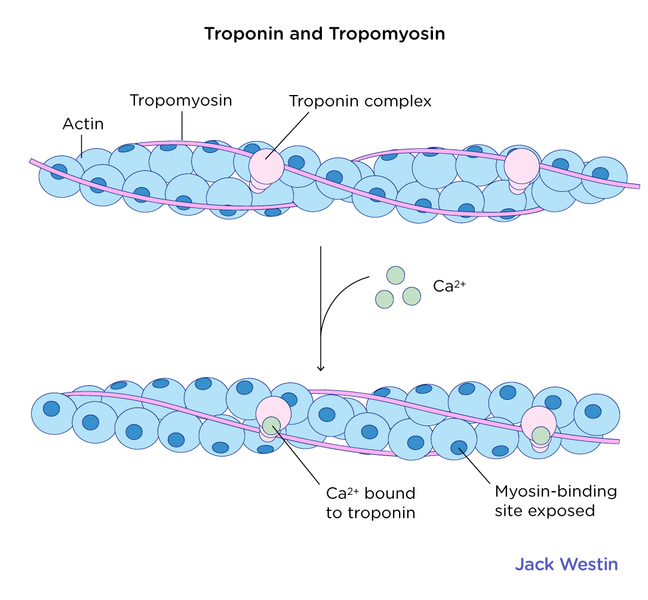 Troponin and Tropomyosin
Tropomyosin
Troponin complex
Actin
Ca²⁺
Ca²⁺ bound
to troponin
Myosin-binding
site exposed
Jack Westin